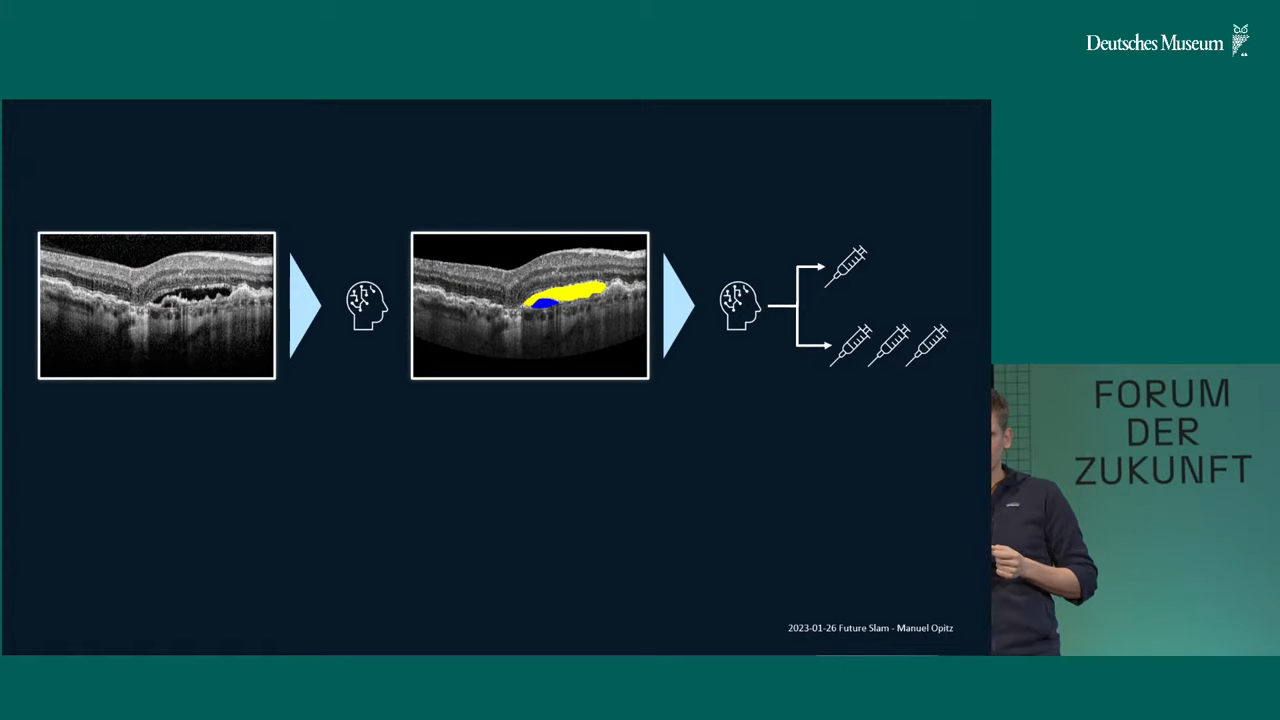 Deutsches Museum
FORUM
DER
ZUKUNFT
2023-01-26 Future Slam - Manuel Opitz